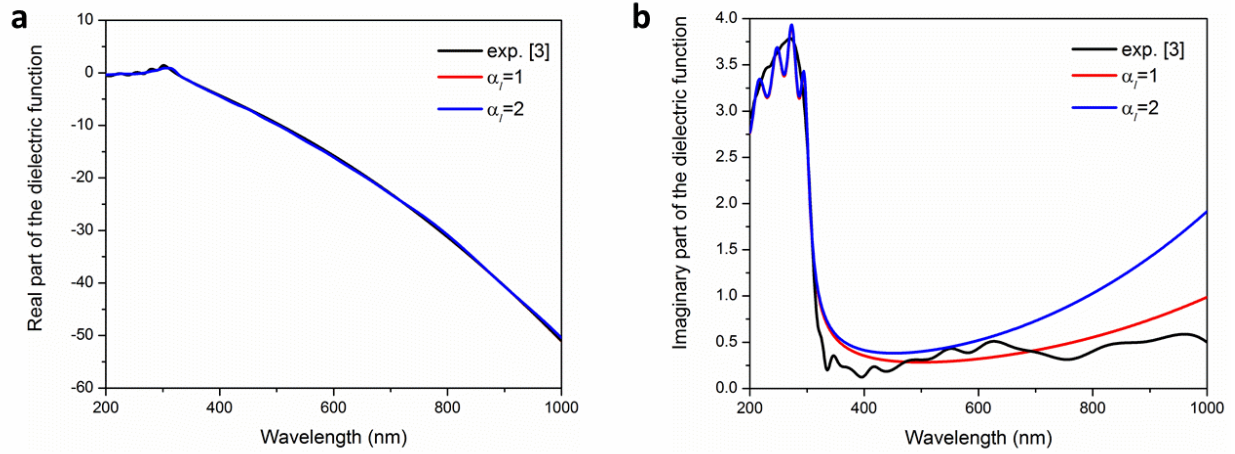 a
10
0
-10
-20
-30
-40
-50
-60
200
400
600
800
1000
Wavelength (nm)
Real part of the dielectric function
exp. [3]
αl=1
αl=2
b
4.0
3.5
3.0
2.5
2.0
1.5
1.0
0.5
0.0
200
400
600
800
1000
Wavelength (nm)
Imaginary part of the dielectric function
exp. [3]
αl=1
αl=2